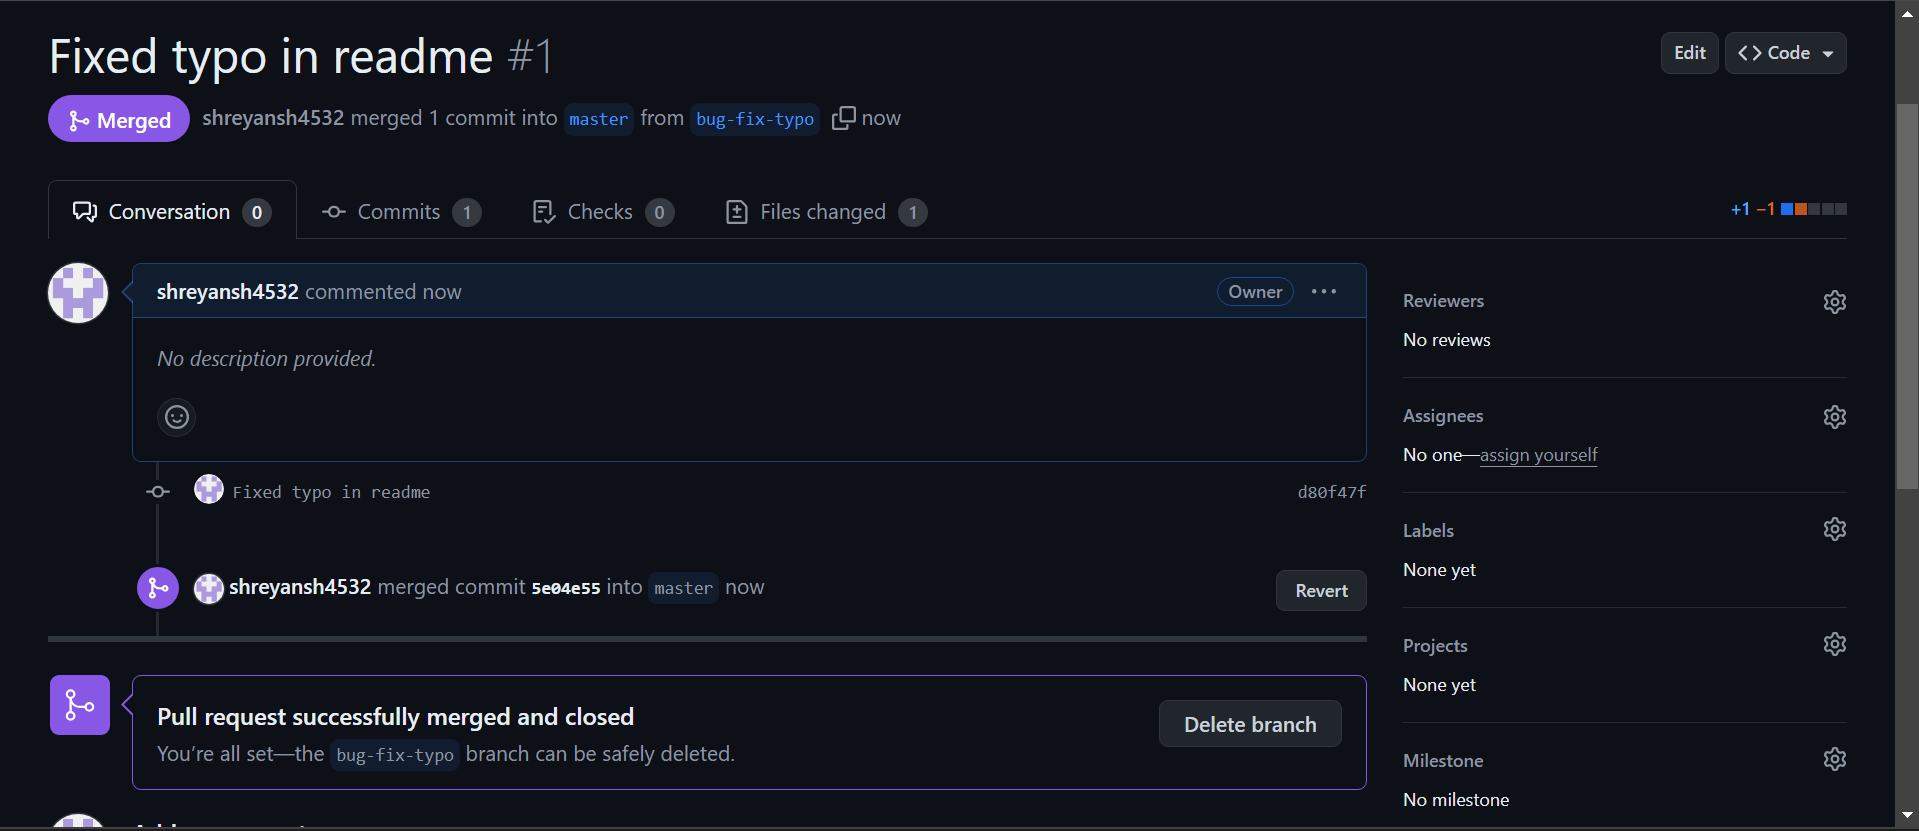 Fixed typo in readme #1
Edit
Code
Merged
shreyansh4532 merged 1 commit into master from bug-fix-typo now
Conversation 0
Commits 1
Checks 0
Files changed 1
+1 −1
shreyansh4532 commented now
Owner
No description provided.
Fixed typo in readme
d80f47f
shreyansh4532 merged commit 5e04e55 into master now
Revert
Pull request successfully merged and closed
You're all set—the bug-fix-typo branch can be safely deleted.
Delete branch
Reviewers
No reviews
Assignees
No one—assign yourself
Labels
None yet
Projects
None yet
Milestone
No milestone